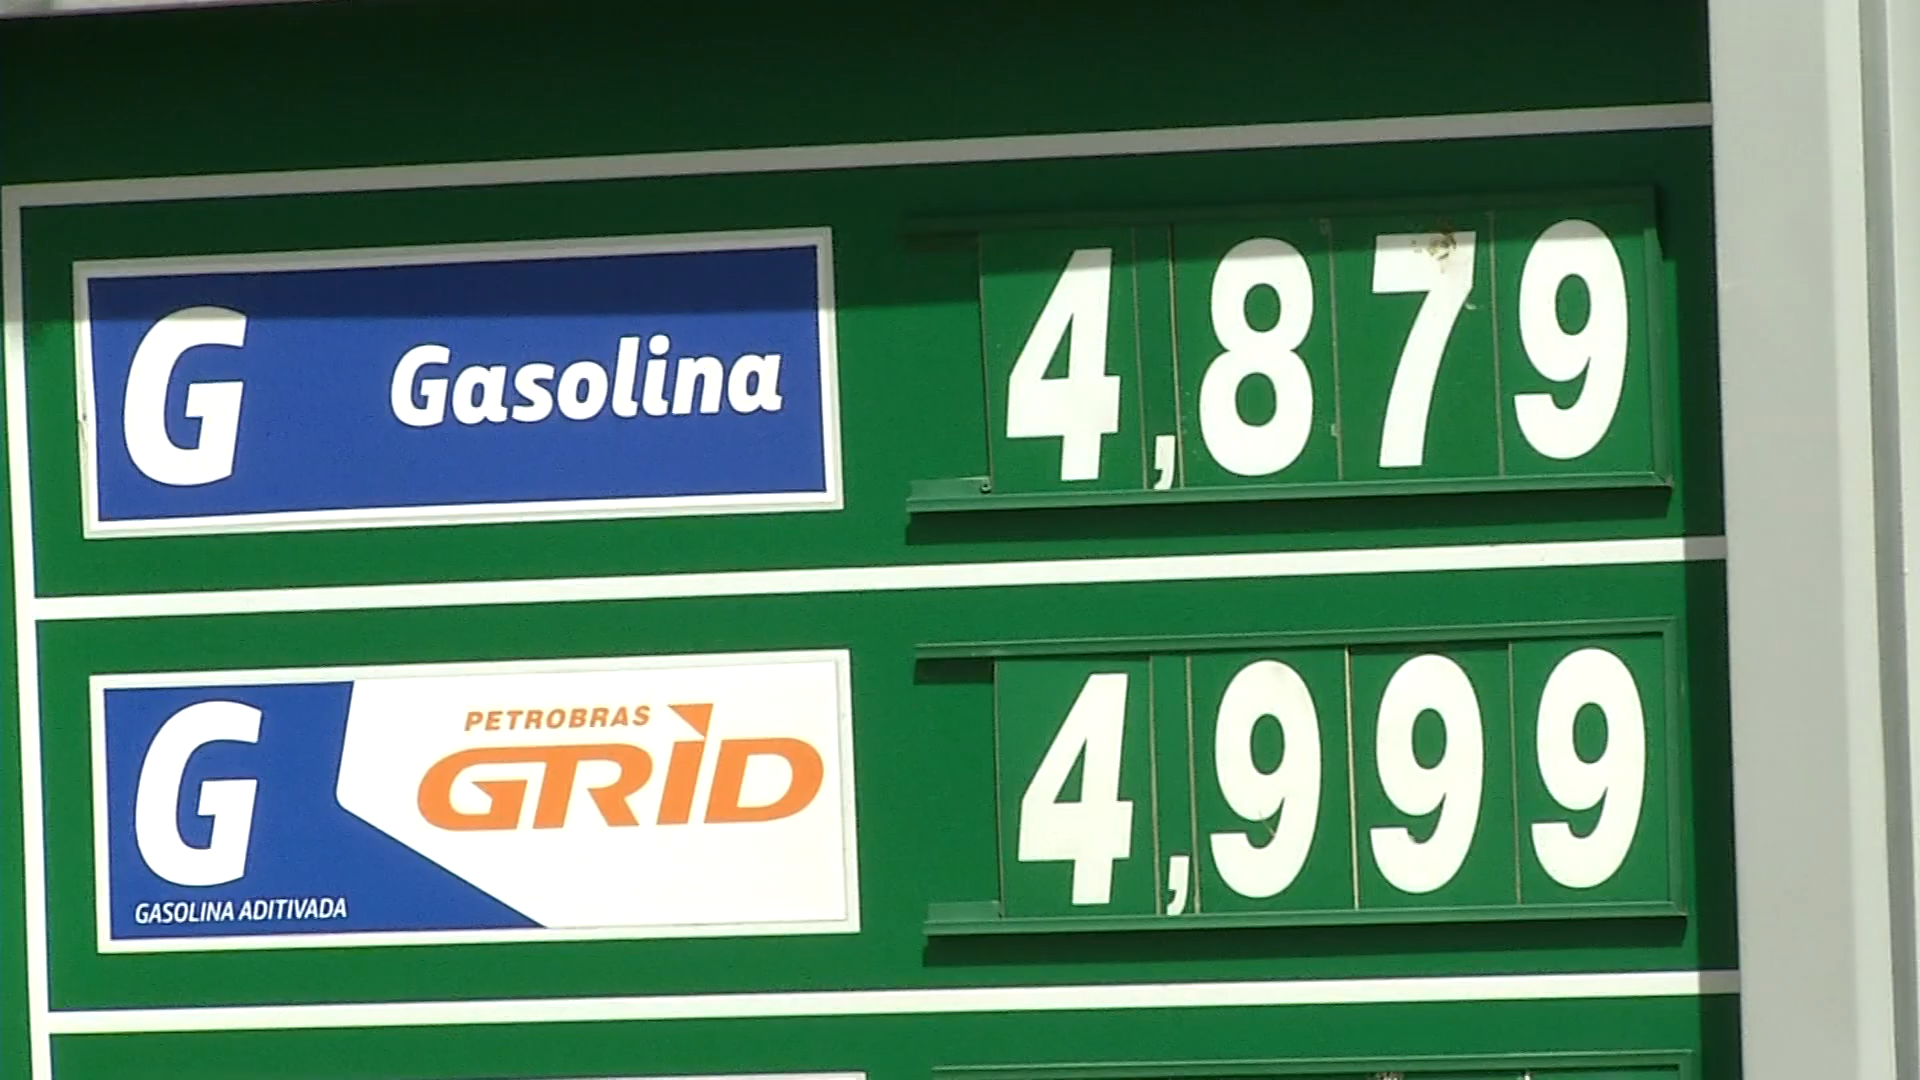 G Gasolina 4,879
PETROBRAS
G GRID 4,999
GASOLINA ADITIVADA